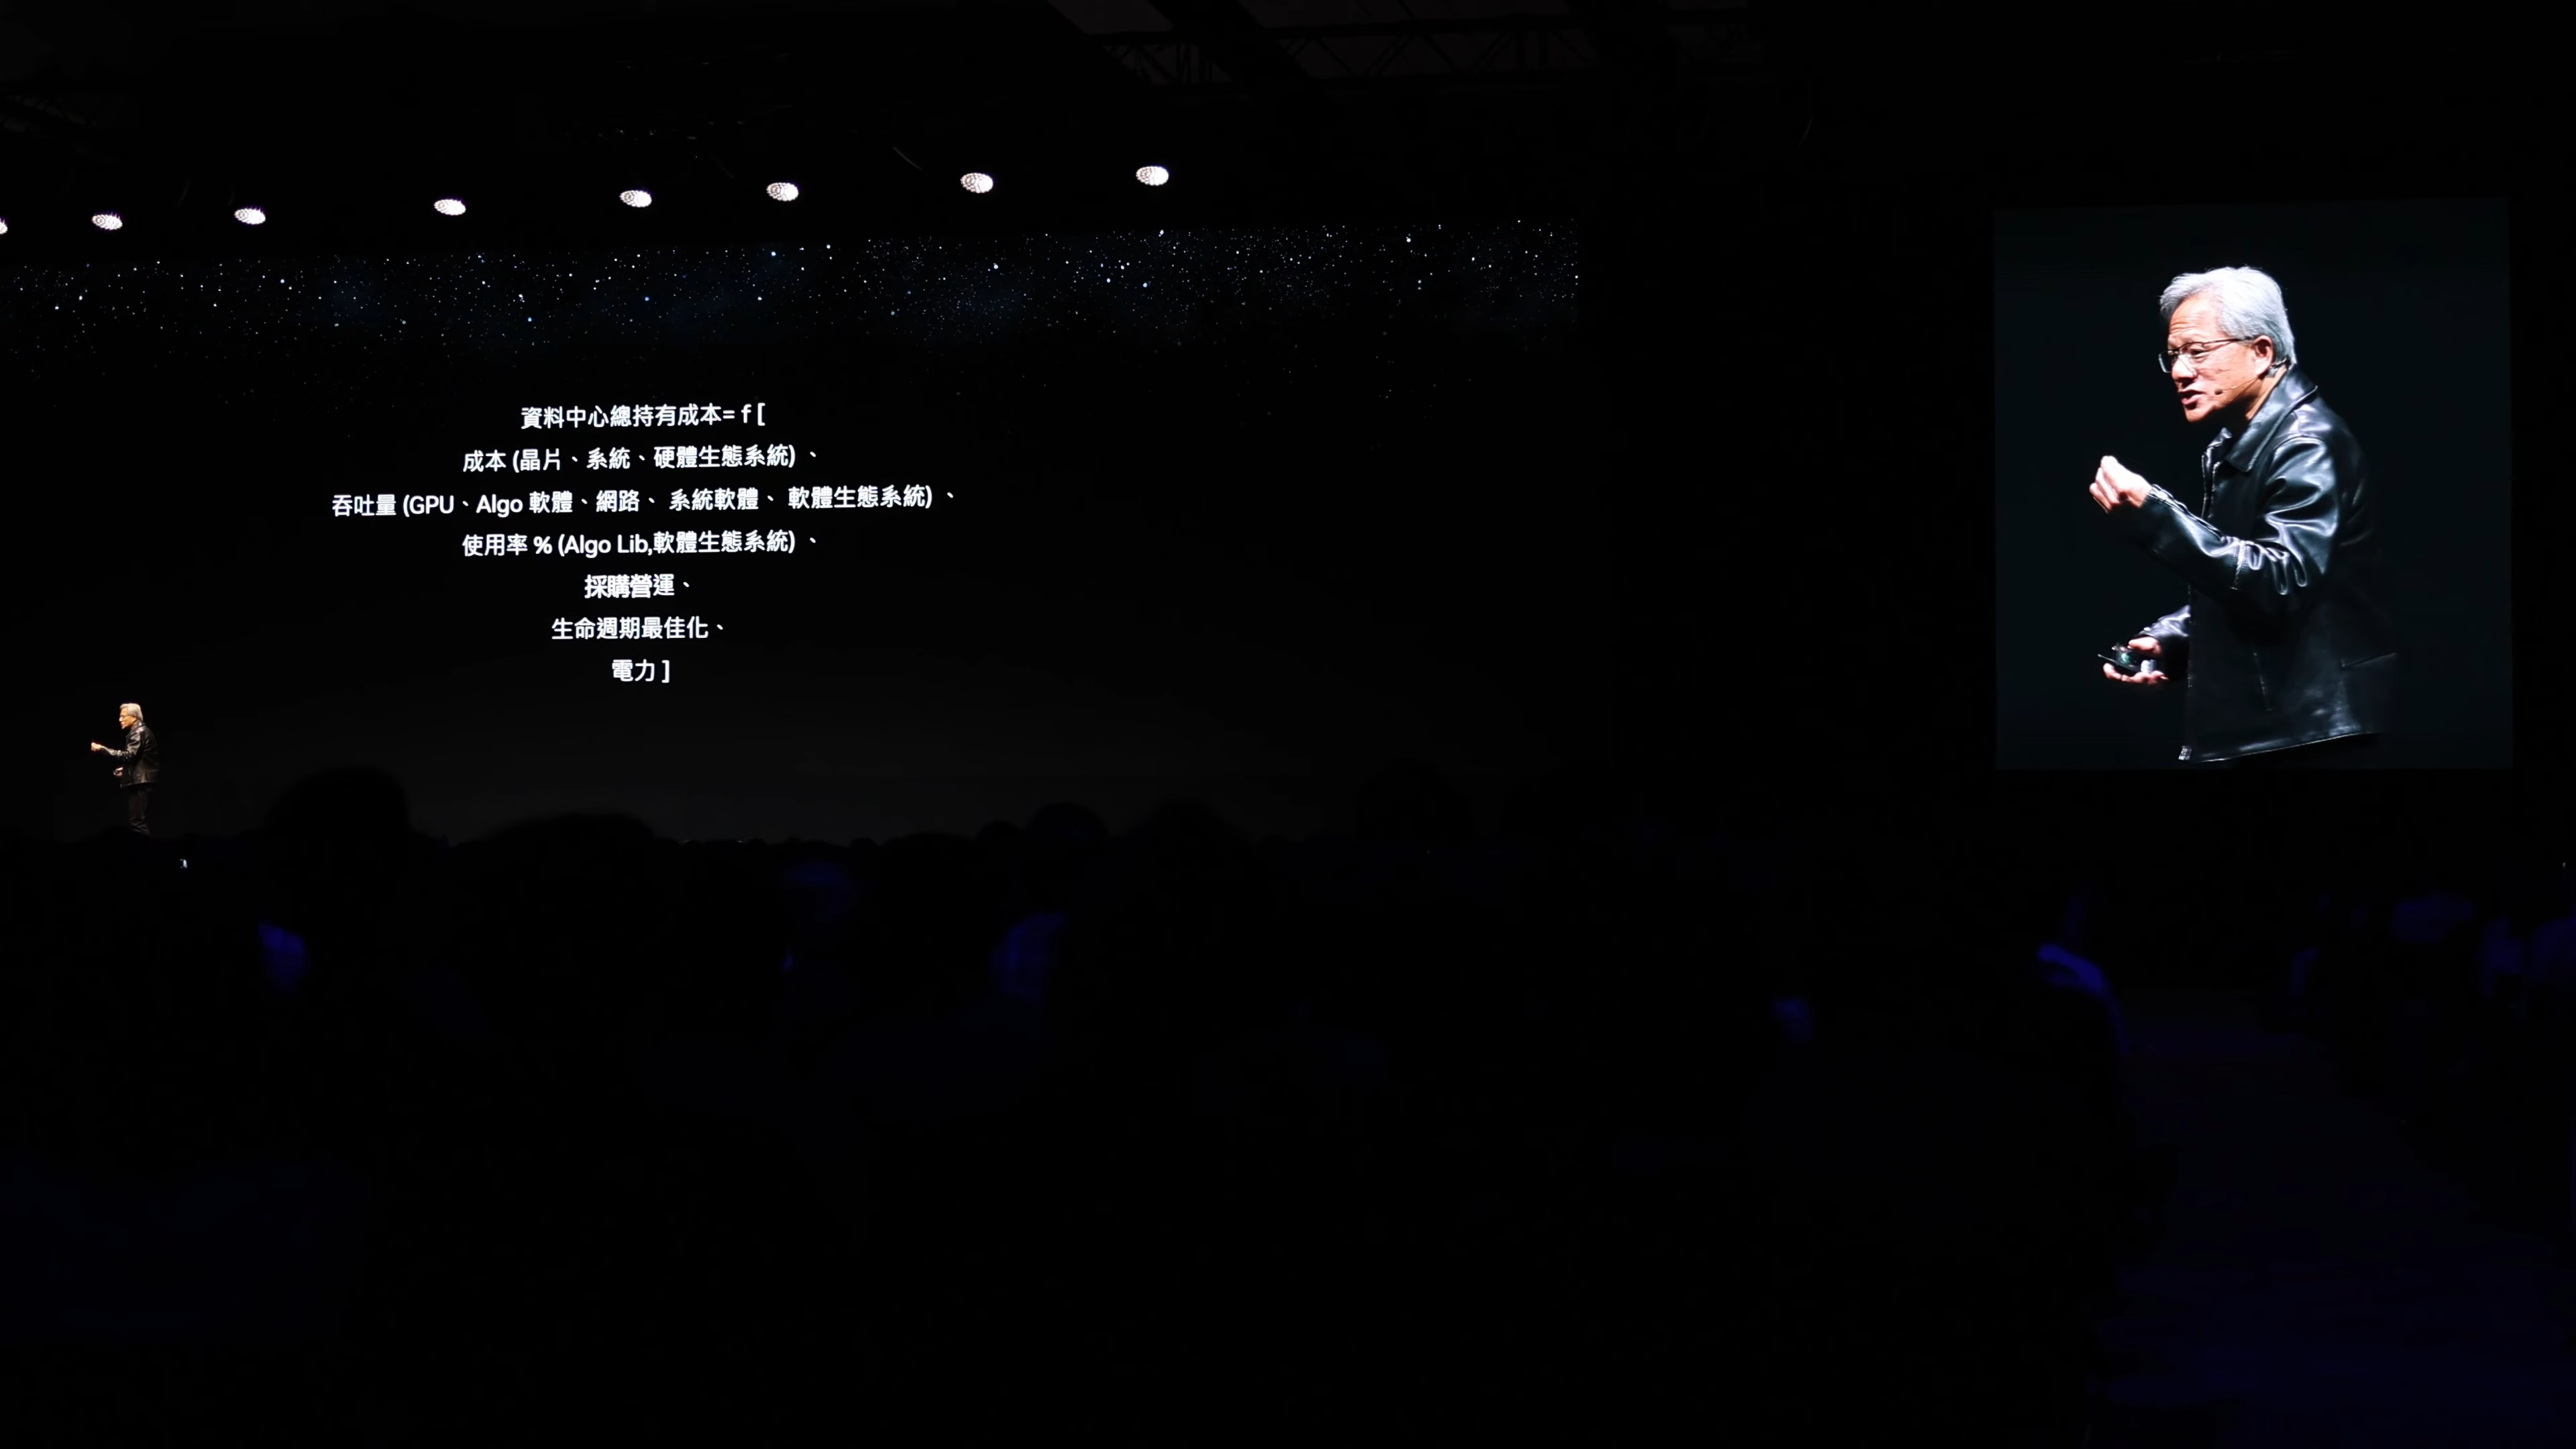 資料中心總持有成本= f [
成本 (晶片、系統、硬體生態系統) 、
吞吐量 (GPU、Algo 軟體、網路、 系統軟體、 軟體生態系統) 、
使用率 % (Algo Lib,軟體生態系統) 、
採購營運、
生命週期最佳化、
電力 ]